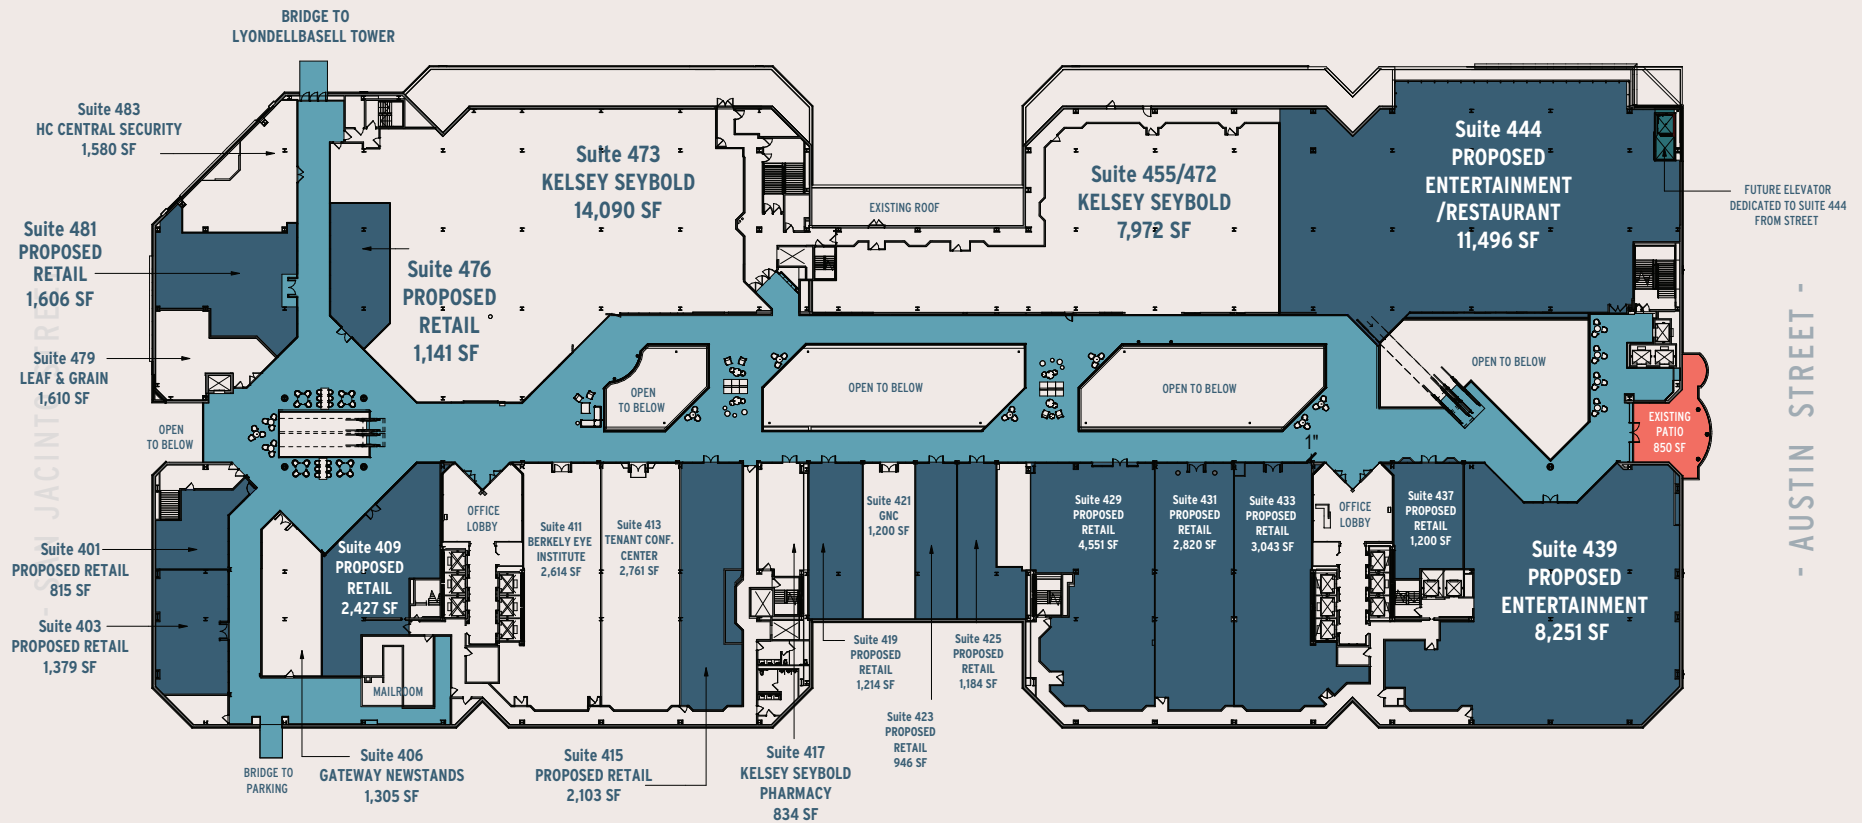 BRIDGE TO
LYONDELLBASELL TOWER
Suite 483
HC CENTRAL SECURITY
1,580 SF
Suite 481
PROPOSED
RETAIL
1,606 SF
Suite 479
LEAF & GRAIN
1,610 SF
- SAN JACINTO STREET -
OPEN
TO BELOW
Suite 473
KELSEY SEYBOLD
14,090 SF
Suite 476
PROPOSED
RETAIL
1,141 SF
EXISTING ROOF
Suite 455/472
KELSEY SEYBOLD
7,972 SF
Suite 444
PROPOSED
ENTERTAINMENT
/RESTAURANT
11,496 SF
FUTURE ELEVATOR
DEDICATED TO SUITE 444
FROM STREET
- AUSTIN STREET -
OPEN
TO BELOW
OPEN TO BELOW
OPEN TO BELOW
OPEN TO BELOW
EXISTING
PATIO
850 SF
1"
Suite 401
PROPOSED RETAIL
815 SF
Suite 403
PROPOSED RETAIL
1,379 SF
Suite 409
PROPOSED
RETAIL
2,427 SF
MAILROOM
OFFICE
LOBBY
Suite 411
BERKELY EYE
INSTITUTE
2,614 SF
Suite 413
TENANT CONF.
CENTER
2,761 SF
Suite 421
GNC
1,200 SF
Suite 429
PROPOSED
RETAIL
4,551 SF
Suite 431
PROPOSED
RETAIL
2,820 SF
Suite 433
PROPOSED
RETAIL
3,043 SF
OFFICE
LOBBY
Suite 437
PROPOSED
RETAIL
1,200 SF
Suite 439
PROPOSED
ENTERTAINMENT
8,251 SF
Suite 419
PROPOSED
RETAIL
1,214 SF
Suite 425
PROPOSED
RETAIL
1,184 SF
Suite 423
PROPOSED
RETAIL
946 SF
BRIDGE TO
PARKING
Suite 406
GATEWAY NEWSTANDS
1,305 SF
Suite 415
PROPOSED RETAIL
2,103 SF
Suite 417
KELSEY SEYBOLD
PHARMACY
834 SF